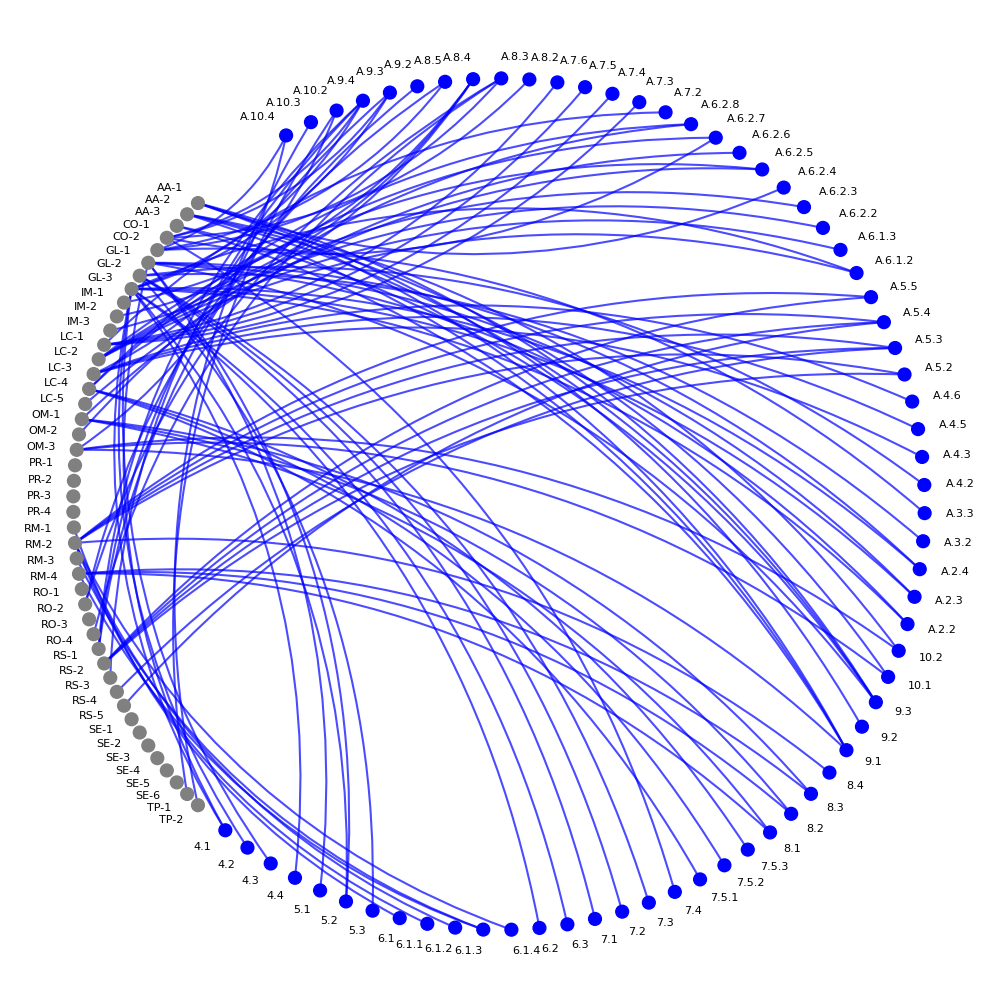 A.10.4
A.10.3
A.10.2
A.9.4
A.9.3
A.9.2
A.8.5
A.8.4
A.8.3
A.8.2
A.7.6
A.7.5
A.7.4
A.7.3
A.7.2
A.6.2.8
A.6.2.7
A.6.2.6
A.6.2.5
A.6.2.4
A.6.2.3
A.6.2.2
A.6.1.3
A.6.1.2
A.5.5
A.5.4
A.5.3
A.5.2
A.4.6
A.4.5
A.4.3
A.4.2
A.3.3
A.3.2
A.2.4
A.2.3
A.2.2
10.2
10.1
9.3
9.2
9.1
8.4
8.3
8.2
8.1
7.5.3
7.5.2
7.5.1
7.4
7.3
7.2
7.1
6.3
6.2
6.1.4
6.1.3
6.1.2
6.1.1
6.1
5.3
5.2
5.1
4.4
4.3
4.2
4.1
AA-1
AA-2
AA-3
CO-1
CO-2
GL-1
GL-2
GL-3
IM-1
IM-2
IM-3
LC-1
LC-2
LC-3
LC-4
LC-5
OM-1
OM-2
OM-3
PR-1
PR-2
PR-3
PR-4
RM-1
RM-2
RM-3
RM-4
RO-1
RO-2
RO-3
RO-4
RS-1
RS-2
RS-3
RS-4
RS-5
SE-1
SE-2
SE-3
SE-4
SE-5
SE-6
TP-1
TP-2